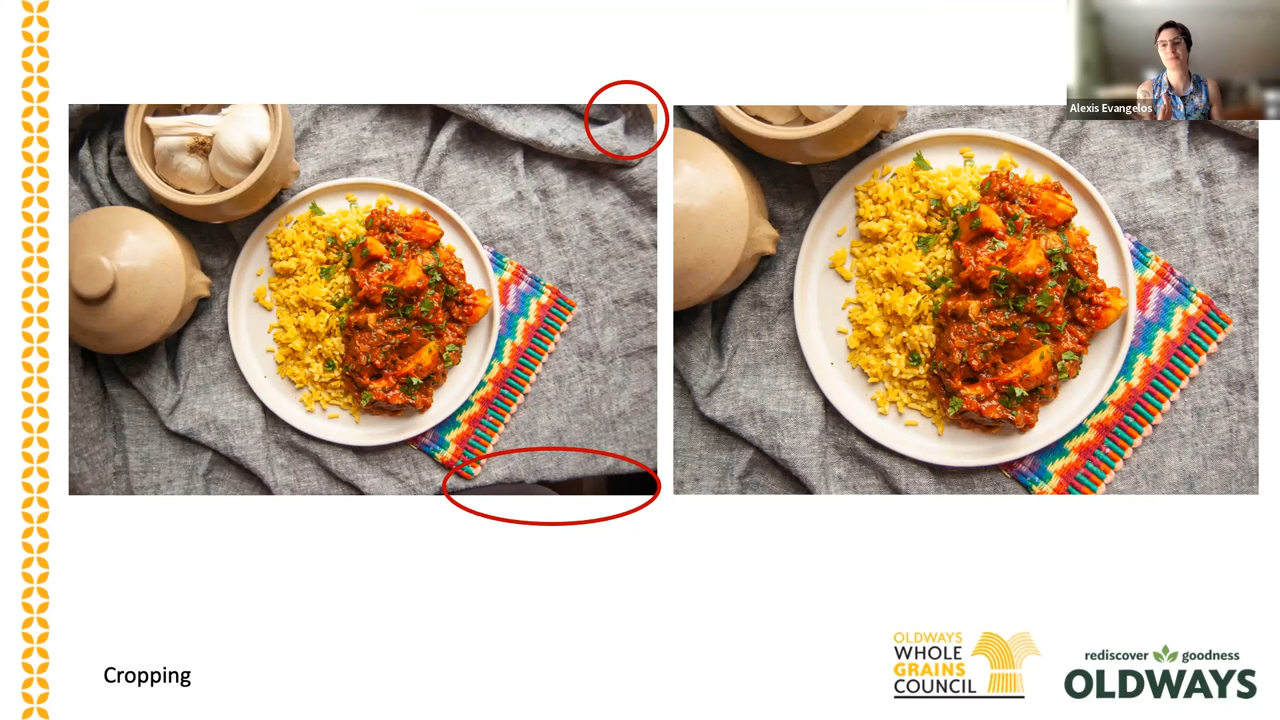 Alexis Evangelos
Cropping
OLDWAYS
WHOLE
GRAINS
COUNCIL
rediscover goodness
OLDWAYS